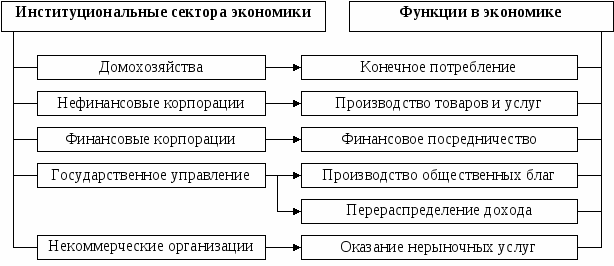 Институциональные сектора экономики
Функции в экономике
Домохозяйства
Конечное потребление
Нефинансовые корпорации
Производство товаров и услуг
Финансовые корпорации
Финансовое посредничество
Государственное управление
Производство общественных благ
Перераспределение дохода
Некоммерческие организации
Оказание нерыночных услуг